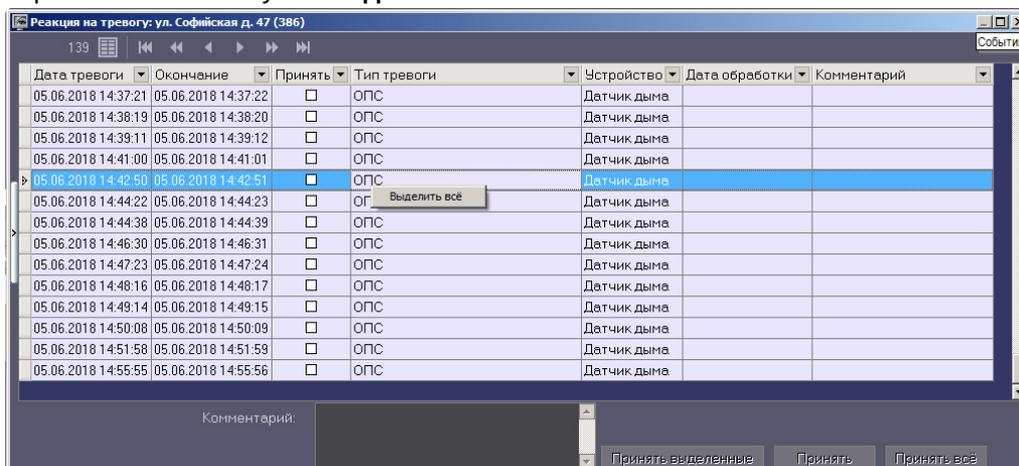 Реакция на тревогу: ул. Софийская д. 47 (386)
139
События
Дата тревоги Окончание Принять Тип тревоги Устройство Дата обработки Комментарий
05.06.2018 14:37:21 05.06.2018 14:37:22 ОПС Датчик дыма
05.06.2018 14:38:19 05.06.2018 14:38:20 ОПС Датчик дыма
05.06.2018 14:39:11 05.06.2018 14:39:12 ОПС Датчик дыма
05.06.2018 14:41:00 05.06.2018 14:41:01 ОПС Датчик дыма
05.06.2018 14:42:50 05.06.2018 14:42:51 ОПС Датчик дыма
Выделить всё
05.06.2018 14:44:22 05.06.2018 14:44:23 ОП Датчик дыма
05.06.2018 14:44:38 05.06.2018 14:44:39 ОПС Датчик дыма
05.06.2018 14:46:30 05.06.2018 14:46:31 ОПС Датчик дыма
05.06.2018 14:47:23 05.06.2018 14:47:24 ОПС Датчик дыма
05.06.2018 14:48:16 05.06.2018 14:48:17 ОПС Датчик дыма
05.06.2018 14:49:14 05.06.2018 14:49:15 ОПС Датчик дыма
05.06.2018 14:50:08 05.06.2018 14:50:09 ОПС Датчик дыма
05.06.2018 14:51:58 05.06.2018 14:51:59 ОПС Датчик дыма
05.06.2018 14:55:55 05.06.2018 14:55:56 ОПС Датчик дыма
Комментарий:
Принять выделенные Принять Принять всё